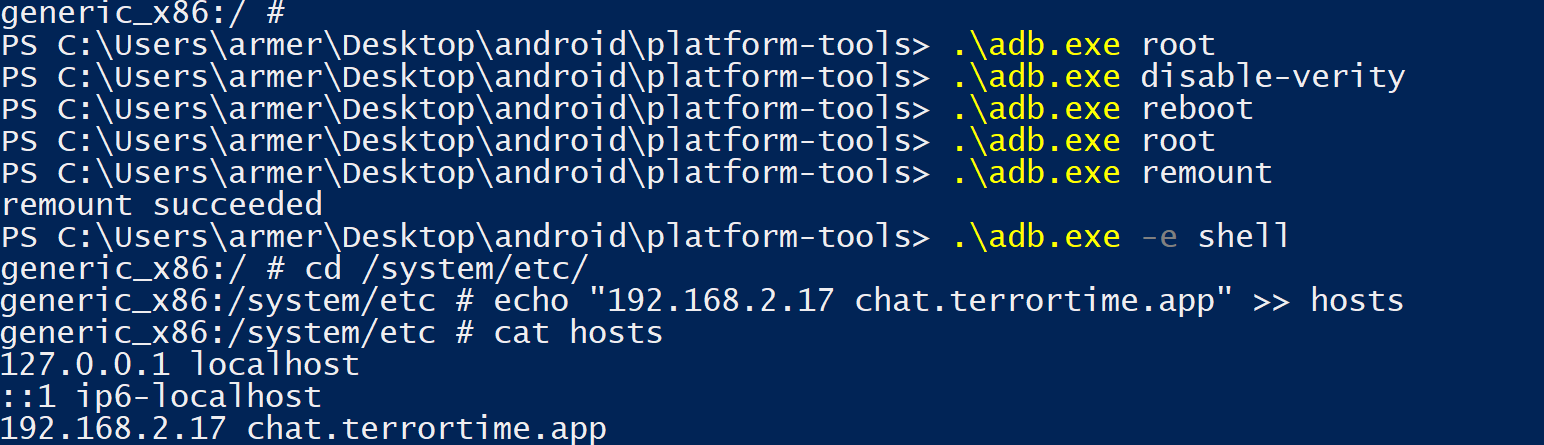 generic_x86:/ #
PS C:\Users\armer\Desktop\android\platform-tools> .\adb.exe root
PS C:\Users\armer\Desktop\android\platform-tools> .\adb.exe disable-verity
PS C:\Users\armer\Desktop\android\platform-tools> .\adb.exe reboot
PS C:\Users\armer\Desktop\android\platform-tools> .\adb.exe root
PS C:\Users\armer\Desktop\android\platform-tools> .\adb.exe remount
remount succeeded
PS C:\Users\armer\Desktop\android\platform-tools> .\adb.exe -e shell
generic_x86:/ # cd /system/etc/
generic_x86:/system/etc # echo "192.168.2.17 chat.terrortime.app" >> hosts
generic_x86:/system/etc # cat hosts
127.0.0.1 localhost
::1 ip6-localhost
192.168.2.17 chat.terrortime.app